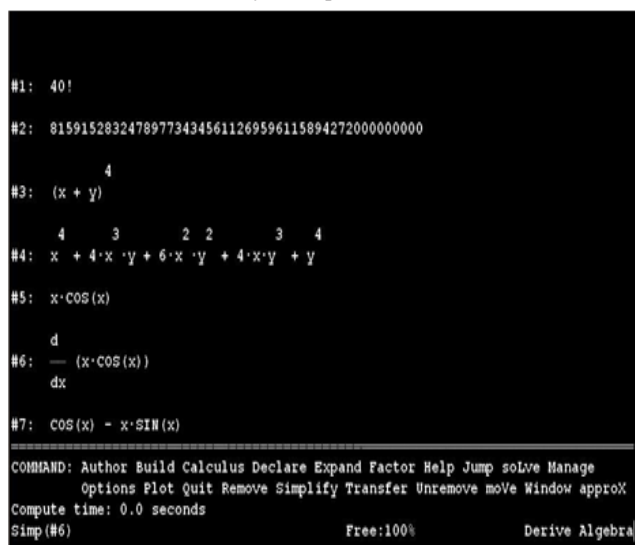 #1: 40!
#2: 815915283247897734345611269596115894272000000000
4
#3: (x + y)
4 3 2 2 3 4
#4: x + 4·x ·y + 6·x ·y + 4·x·y + y
#5: x·COS(x)
d
#6: — (x·COS(x))
dx
#7: COS(x) - x·SIN(x)
COMMAND: Author Build Calculus Declare Expand Factor Help Jump soLve Manage
Options Plot Quit Remove Simplify Transfer Unremove moVe Window approX
Compute time: 0.0 seconds
Simp(#6) Free:100% Derive Algebra